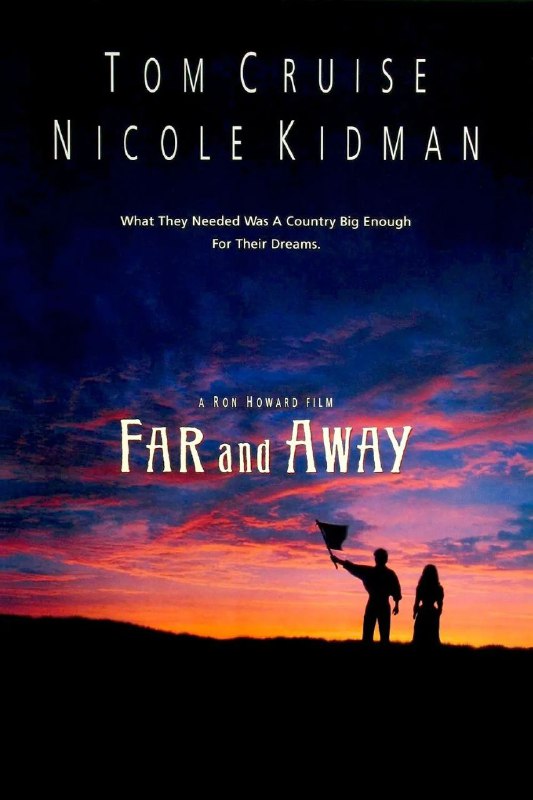 TOM CRUISE
NICOLE KIDMAN
What They Needed Was A Country Big Enough
For Their Dreams.
A RON HOWARD FILM
FAR and AWAY